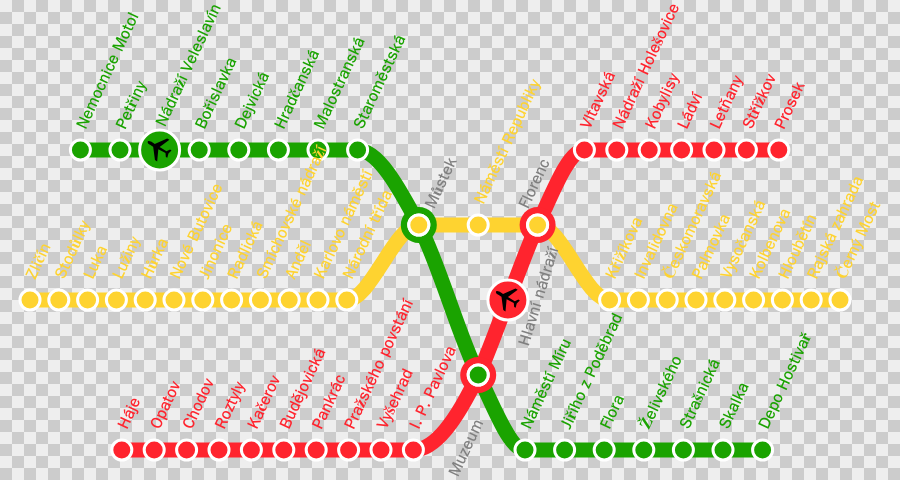 Nemocnice Motol
Petřiny
Nádraží Veleslavín
Bořislavka
Dejvická
Hradčanská
Malostranská
Staroměstská
Vltavská
Nádraží Holešovice
Kobylisy
Ládví
Letňany
Střížkov
Prosek
Můstek
Náměstí Republiky
Florenc
Zličín
Stodůlky
Luka
Lužiny
Hůrka
Nové Butovice
Jinonice
Radlická
Smíchovské nádraží
Anděl
Karlovo náměstí
Národní třída
Křižíkova
Invalidovna
Českomoravská
Palmovka
Vysočanská
Kolbenova
Hloubětín
Rajská zahrada
Černý Most
Hlavní nádraží
Háje
Opatov
Chodov
Roztyly
Kačerov
Budějovická
Pankrác
Pražského povstání
Vyšehrad
I. P. Pavlova
Muzeum
Náměstí Míru
Jiřího z Poděbrad
Flora
Želivského
Strašnická
Skalka
Depo Hostivař